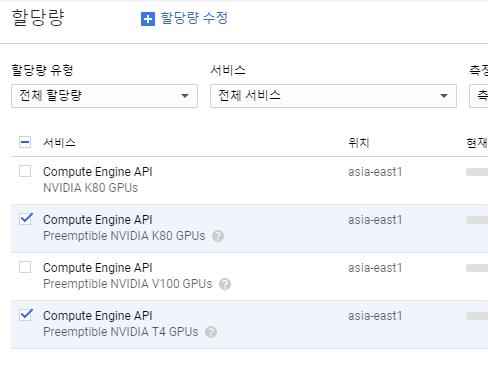 할당량 할당량 수정
할당량 유형 서비스 측정
전체 할당량 전체 서비스 측
서비스 위치 현재
Compute Engine API asia-east1
NVIDIA K80 GPUs
Compute Engine API asia-east1
Preemptible NVIDIA K80 GPUs
Compute Engine API asia-east1
Preemptible NVIDIA V100 GPUs
Compute Engine API asia-east1
Preemptible NVIDIA T4 GPUs